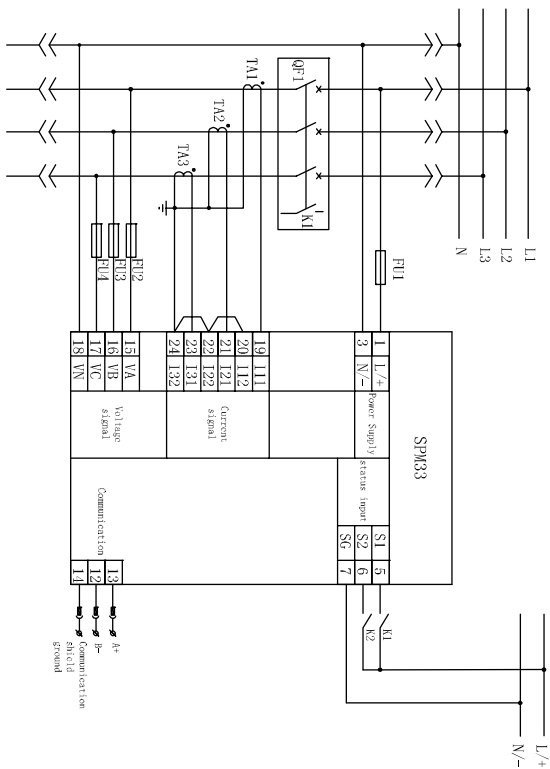 L1
L2
L3
N
QF1
K1
TA1
TA2
TA3
FU1
FU2
FU3
FU4
SPM33
1 L/+
3 N/-
Power Supply
19 I11
20 I12
21 I21
22 I22
23 I31
24 I32
Current
signal
15 VA
16 VB
17 VC
18 VN
Voltage
signal
status input
S1 5
S2 6
SG 7
K1
K2
L/+
N/-
Communication
13
12
14
A+
B-
Communication
shield
ground